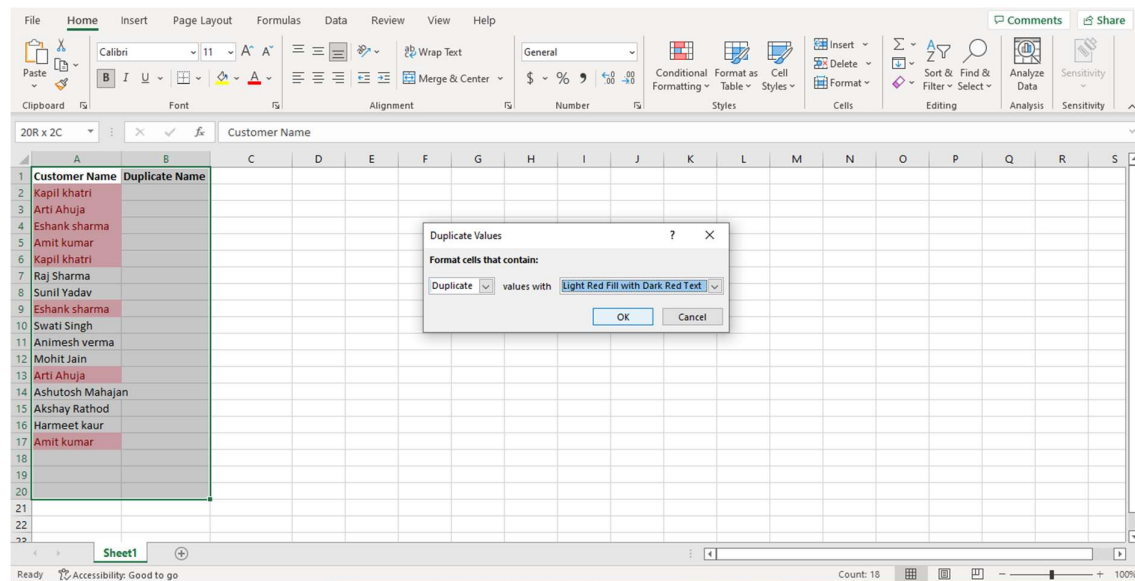 File Home Insert Page Layout Formulas Data Review View Help Comments Share
Calibri 11 A^ A˅ Wrap Text General Insert Σ
Paste B I U A Merge & Center $ % 9 .00 Conditional Formatting Format as Table Cell Styles Delete Format Sort & Filter Find & Select Analyze Data Sensitivity
Clipboard Font Alignment Number Styles Cells Editing Analysis Sensitivity
20R x 2C fx Customer Name
A B C D E F G H I J K L M N O P Q R S
1 Customer Name Duplicate Name
2 Kapil khatri
3 Arti Ahuja
4 Eshank sharma
5 Amit kumar
6 Kapil khatri
7 Raj Sharma
8 Sunil Yadav
9 Eshank sharma
10 Swati Singh
11 Animesh verma
12 Mohit Jain
13 Arti Ahuja
14 Ashutosh Mahajan
15 Akshay Rathod
16 Harmeet kaur
17 Amit kumar
18
19
20
21
22
Duplicate Values ? X
Format cells that contain:
Duplicate values with Light Red Fill with Dark Red Text
OK Cancel
Sheet1
Ready Accessibility: Good to go Count: 18 100%